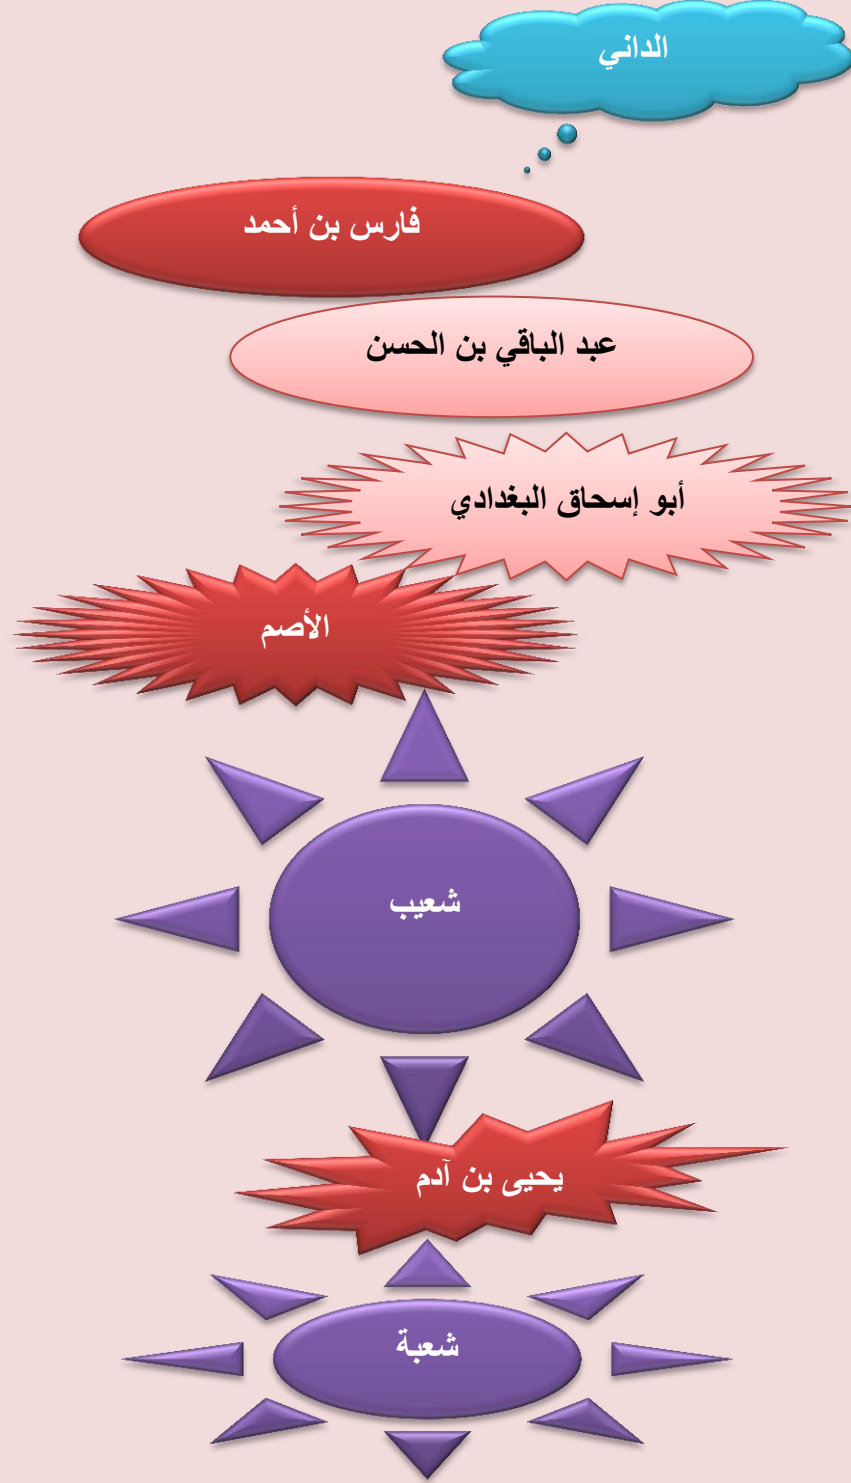 الداني
فارس بن أحمد
عبد الباقي بن الحسن
أبو إسحاق البغدادي
الأصم
شعيب
يحيى بن آدم
شعبة